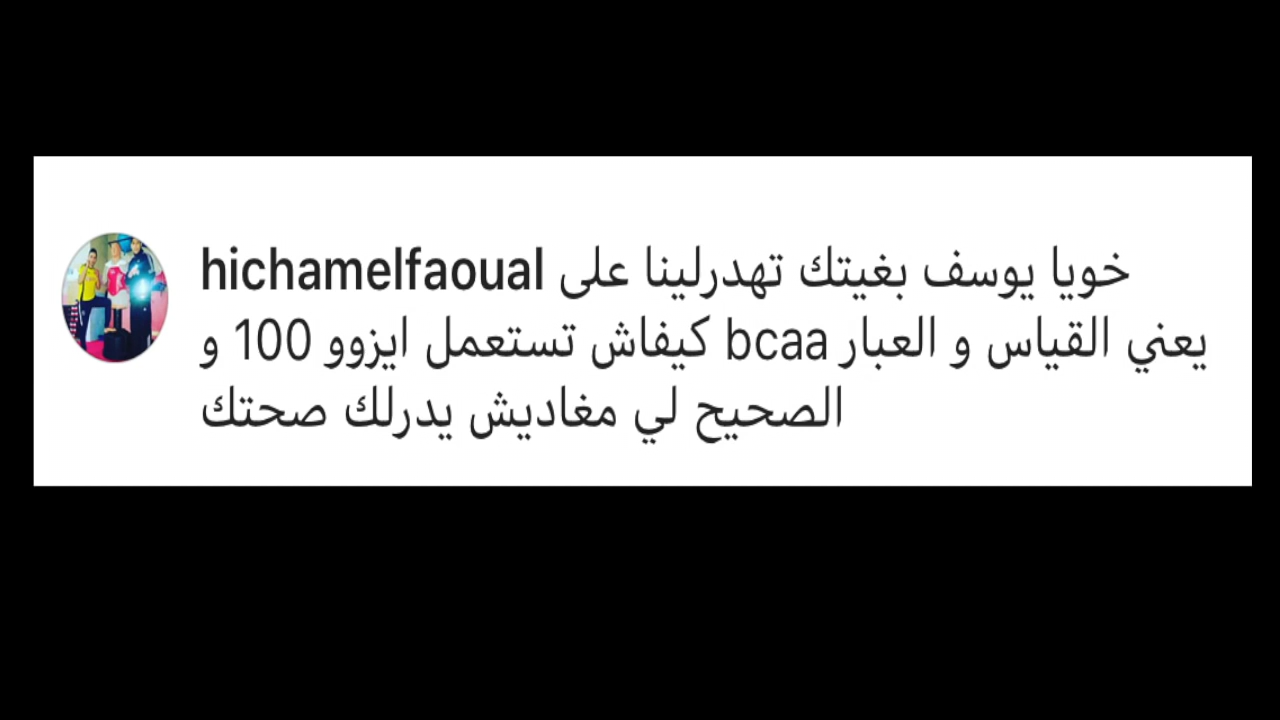 hichamelfaoual خويا يوسف بغيتك تهدرلينا على
كيفاش تستعمل ايزوو 100 و bcaa يعني القياس و العبار
الصحيح لي مغاديش يدرلك صحتك